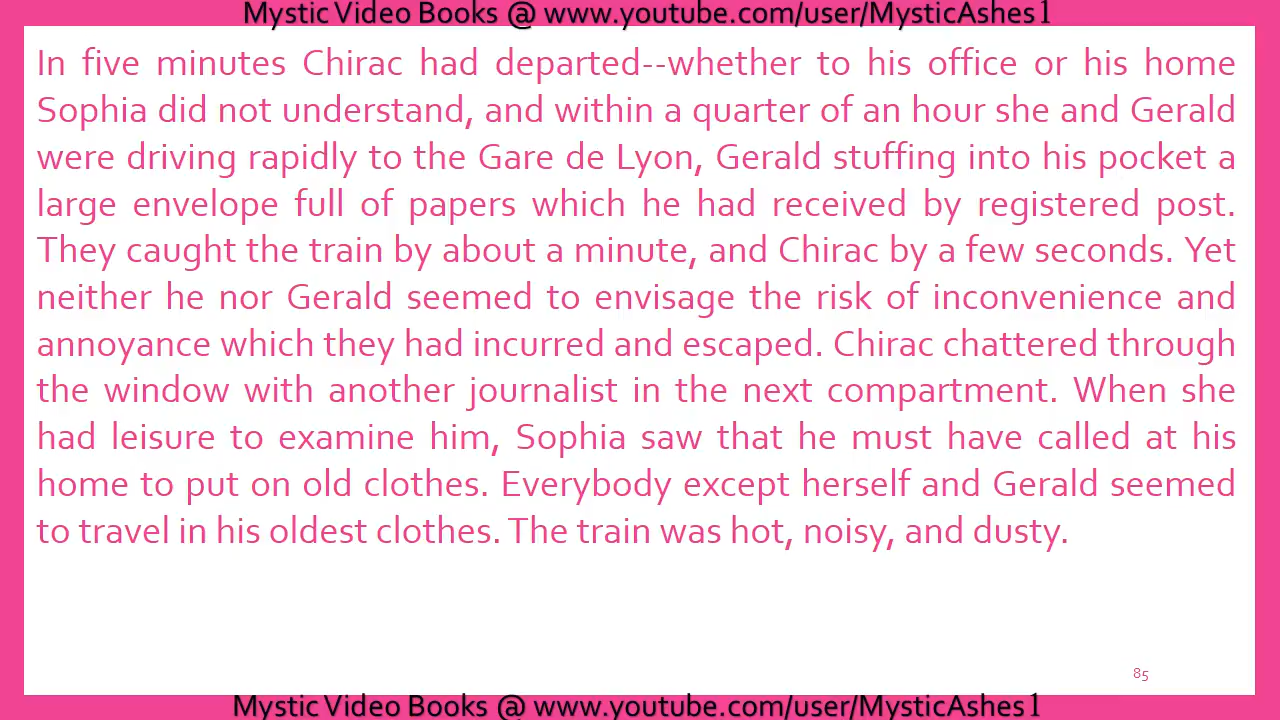 Mystic Video Books @ www.youtube.com/user/MysticAshes1
In five minutes Chirac had departed--whether to his office or his home
Sophia did not understand, and within a quarter of an hour she and Gerald
were driving rapidly to the Gare de Lyon, Gerald stuffing into his pocket a
large envelope full of papers which he had received by registered post.
They caught the train by about a minute, and Chirac by a few seconds. Yet
neither he nor Gerald seemed to envisage the risk of inconvenience and
annoyance which they had incurred and escaped. Chirac chattered through
the window with another journalist in the next compartment. When she
had leisure to examine him, Sophia saw that he must have called at his
home to put on old clothes. Everybody except herself and Gerald seemed
to travel in his oldest clothes. The train was hot, noisy, and dusty.
85
Mystic Video Books @ www.youtube.com/user/MysticAshes1